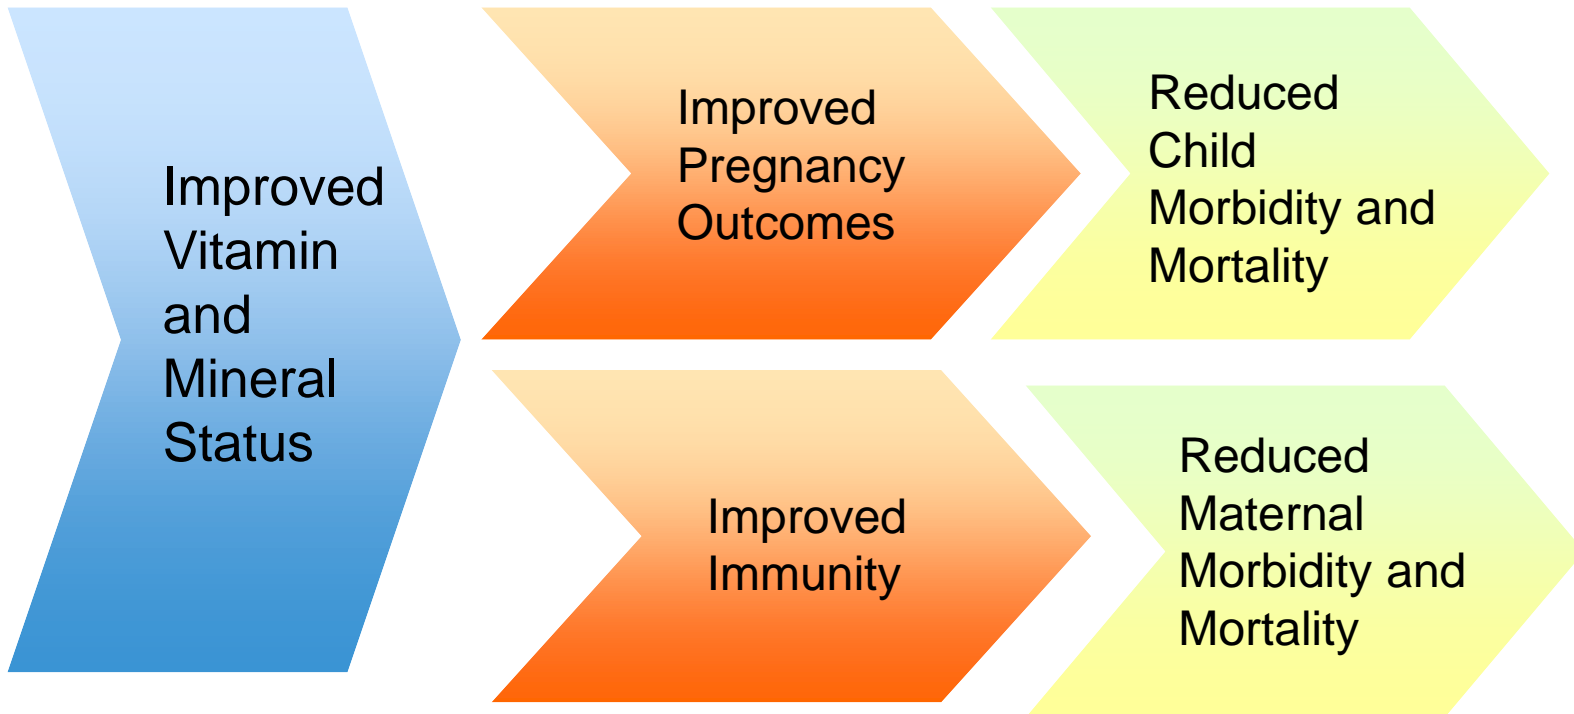 Improved
Vitamin
and
Mineral
Status
Improved
Pregnancy
Outcomes
Reduced
Child
Morbidity and
Mortality
Improved
Immunity
Reduced
Maternal
Morbidity and
Mortality